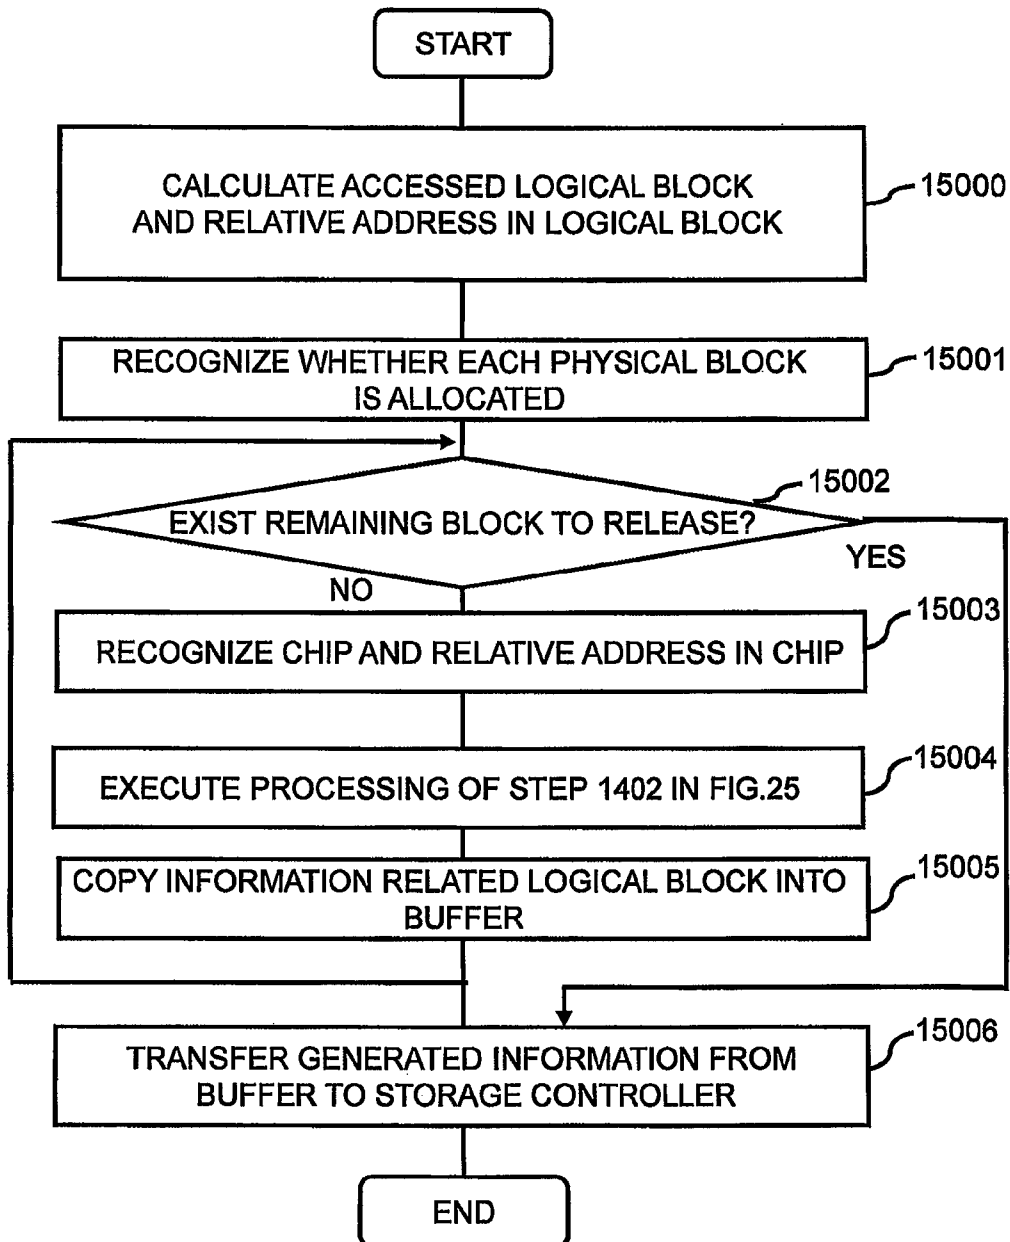 START
CALCULATE ACCESSED LOGICAL BLOCK
AND RELATIVE ADDRESS IN LOGICAL BLOCK
15000
RECOGNIZE WHETHER EACH PHYSICAL BLOCK
IS ALLOCATED
15001
EXIST REMAINING BLOCK TO RELEASE?
15002
YES
NO
RECOGNIZE CHIP AND RELATIVE ADDRESS IN CHIP
15003
EXECUTE PROCESSING OF STEP 1402 IN FIG.25
15004
COPY INFORMATION RELATED LOGICAL BLOCK INTO
BUFFER
15005
TRANSFER GENERATED INFORMATION FROM
BUFFER TO STORAGE CONTROLLER
15006
END